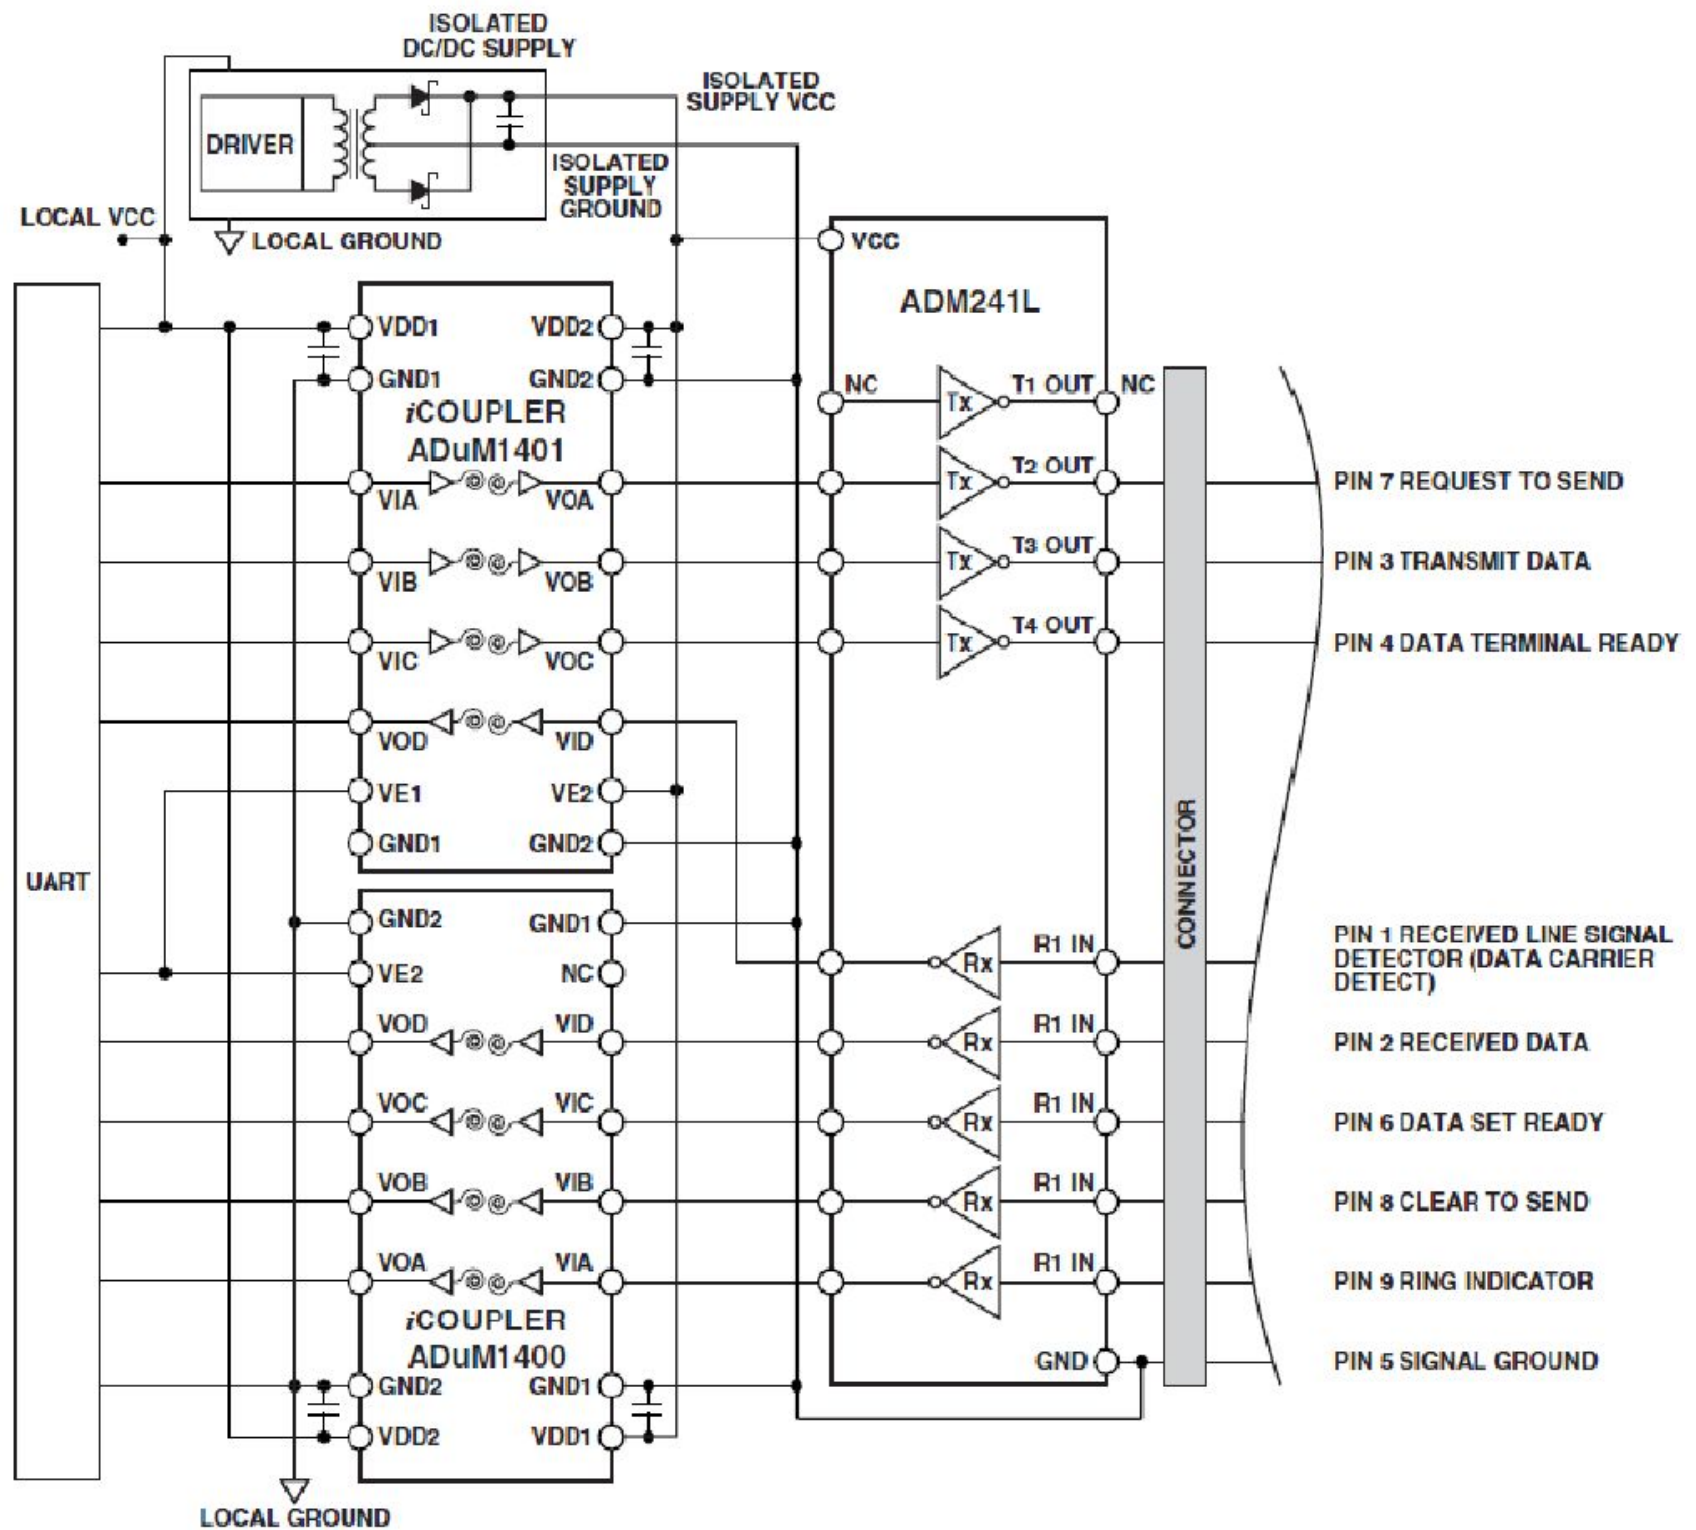 ISOLATED
DC/DC SUPPLY
ISOLATED
SUPPLY VCC
DRIVER
ISOLATED
SUPPLY
GROUND
LOCAL VCC
LOCAL GROUND
VCC
ADM241L
VDD1 VDD2
GND1 GND2
iCOUPLER
ADuM1401
NC Tx T1 OUT NC
VIA VOA Tx T2 OUT PIN 7 REQUEST TO SEND
VIB VOB Tx T3 OUT PIN 3 TRANSMIT DATA
VIC VOC Tx T4 OUT PIN 4 DATA TERMINAL READY
VOD VID
VE1 VE2
GND1 GND2
UART
CONNECTOR
GND2 GND1
Rx R1 IN
PIN 1 RECEIVED LINE SIGNAL
DETECTOR (DATA CARRIER
DETECT)
VE2 NC
VOD VID Rx R1 IN PIN 2 RECEIVED DATA
VOC VIC Rx R1 IN PIN 6 DATA SET READY
VOB VIB Rx R1 IN PIN 8 CLEAR TO SEND
VOA VIA Rx R1 IN PIN 9 RING INDICATOR
iCOUPLER
ADuM1400
GND PIN 5 SIGNAL GROUND
GND2 GND1
VDD2 VDD1
LOCAL GROUND